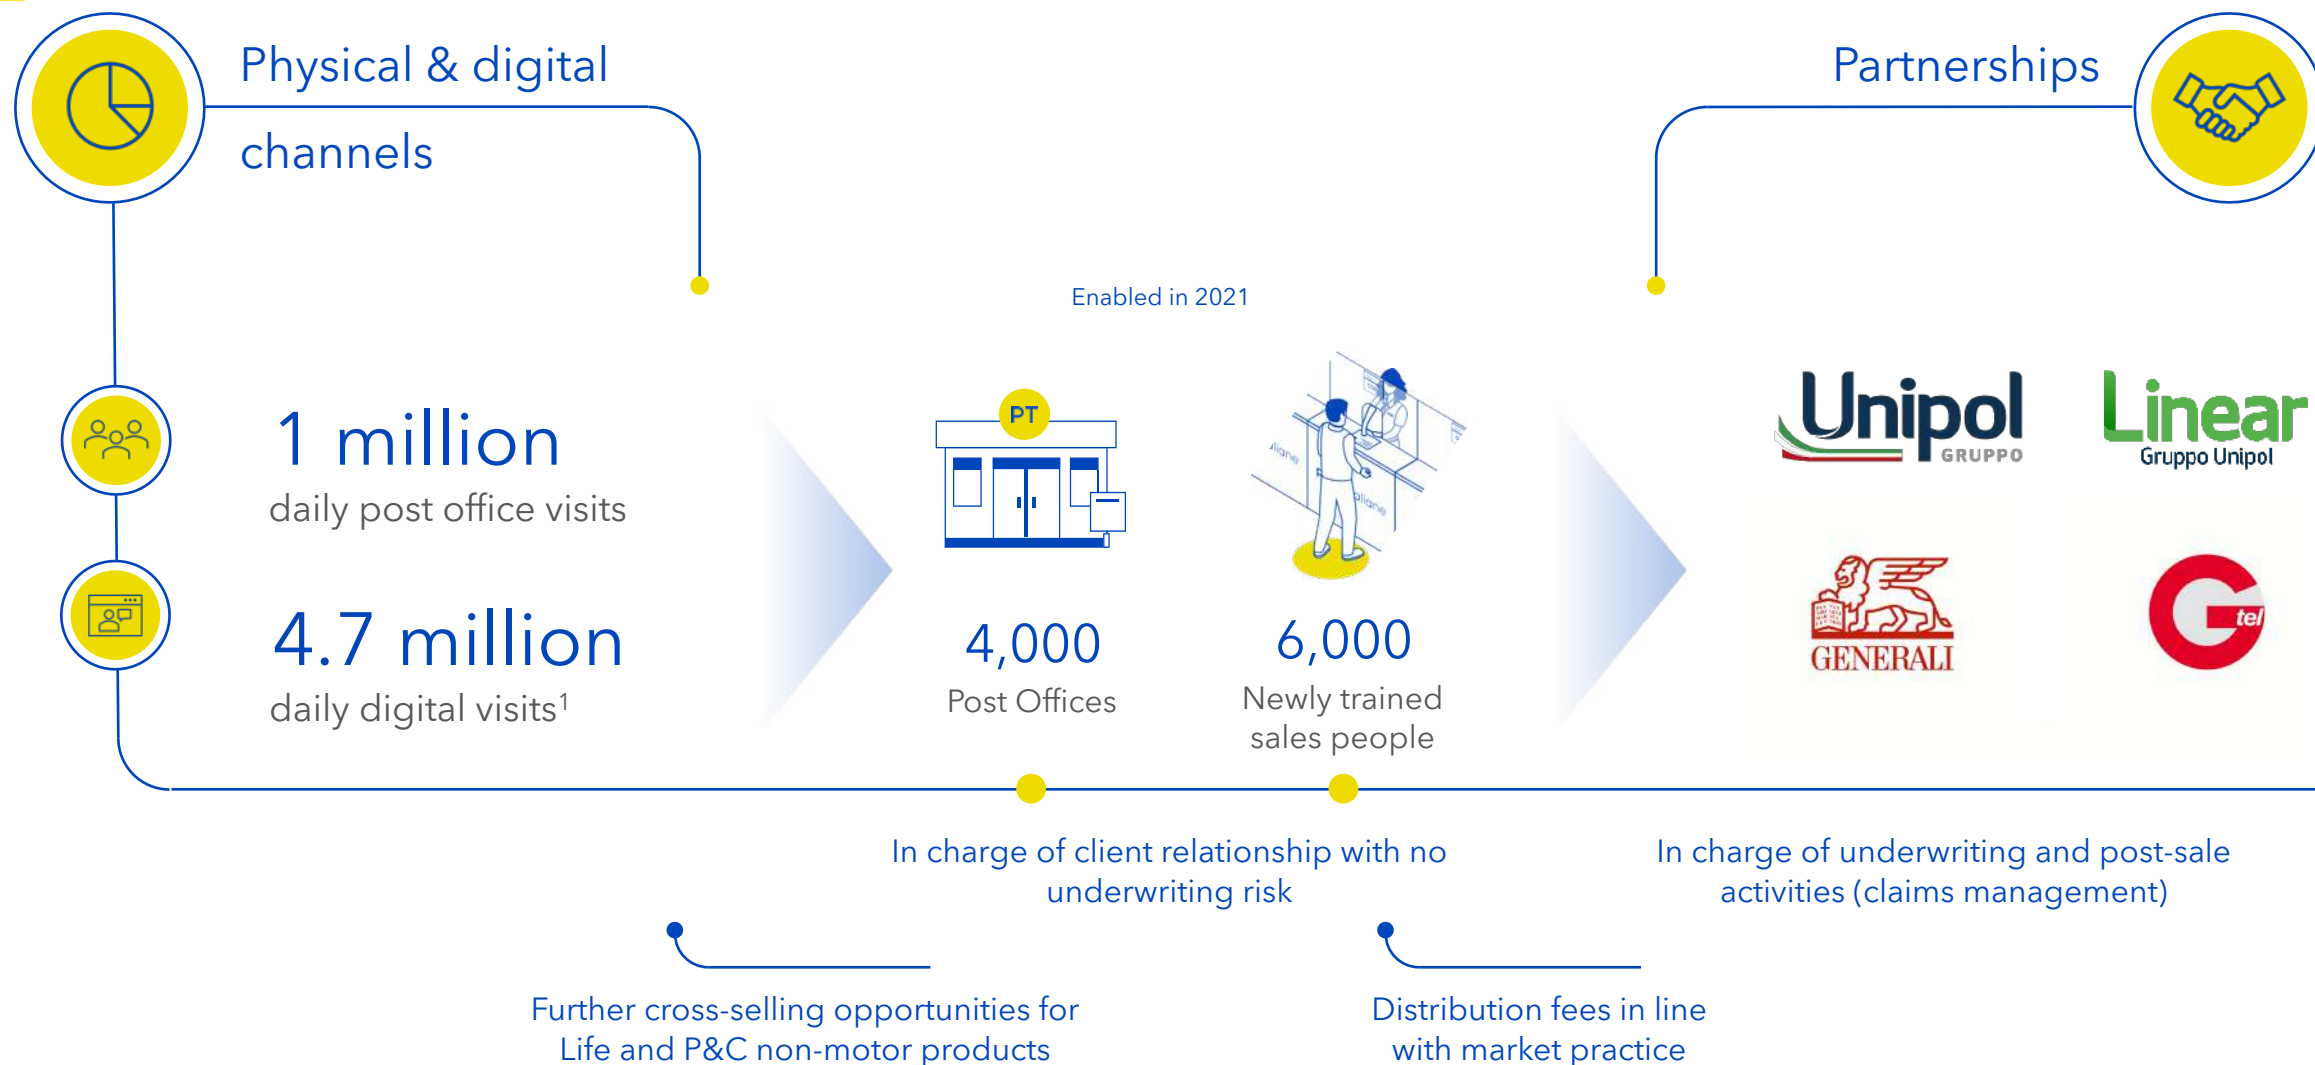 Physical & digital
channels
Partnerships
Enabled in 2021
1 million
daily post office visits
4.7 million
daily digital visits¹
PT
aliane
aliane
4,000
Post Offices
6,000
Newly trained
sales people
Unipol
GRUPPO
Linear
Gruppo Unipol
GENERALI
G
tel
In charge of client relationship with no
underwriting risk
In charge of underwriting and post-sale
activities (claims management)
Further cross-selling opportunities for
Life and P&C non-motor products
Distribution fees in line
with market practice